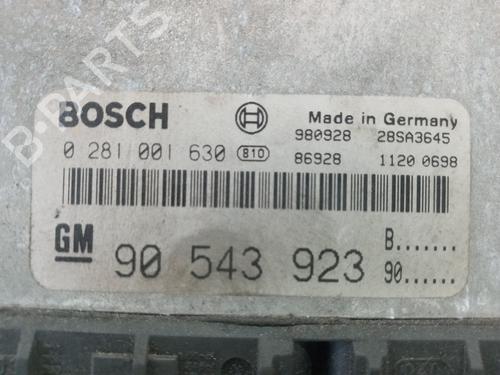 B-PARTS
BOSCH Made in Germany
980928 28SA3645
0 281 001 630 810 86928 1120 0698
GM 90 543 923 B.......
90......